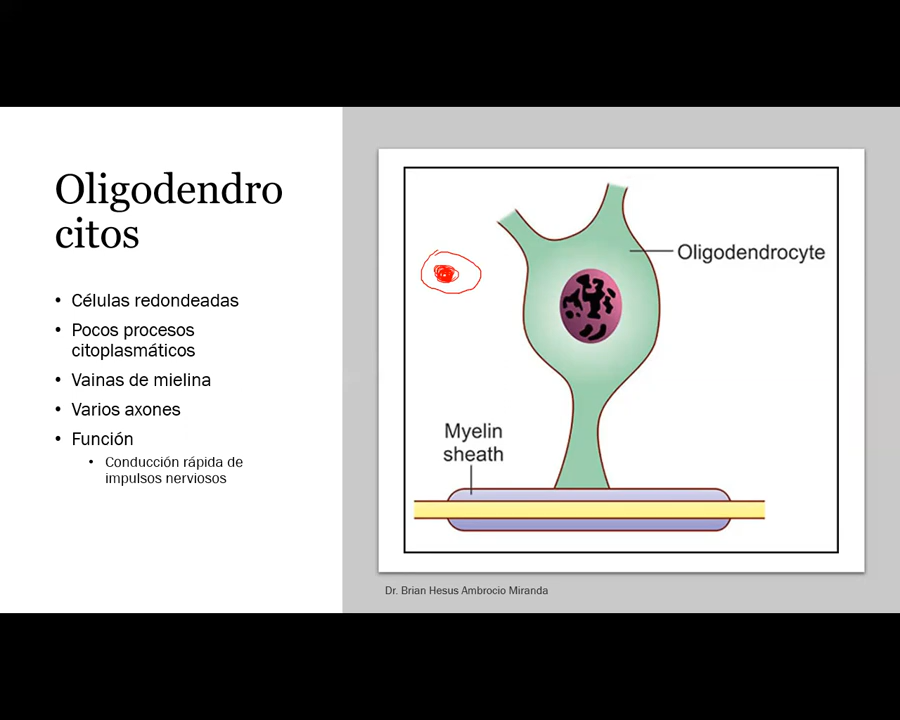 Oligodendro
citos
• Células redondeadas
• Pocos procesos
citoplasmáticos
• Vainas de mielina
• Varios axones
• Función
• Conducción rápida de
impulsos nerviosos
Oligodendrocyte
Myelin
sheath
Dr. Brian Hesus Ambrocio Miranda